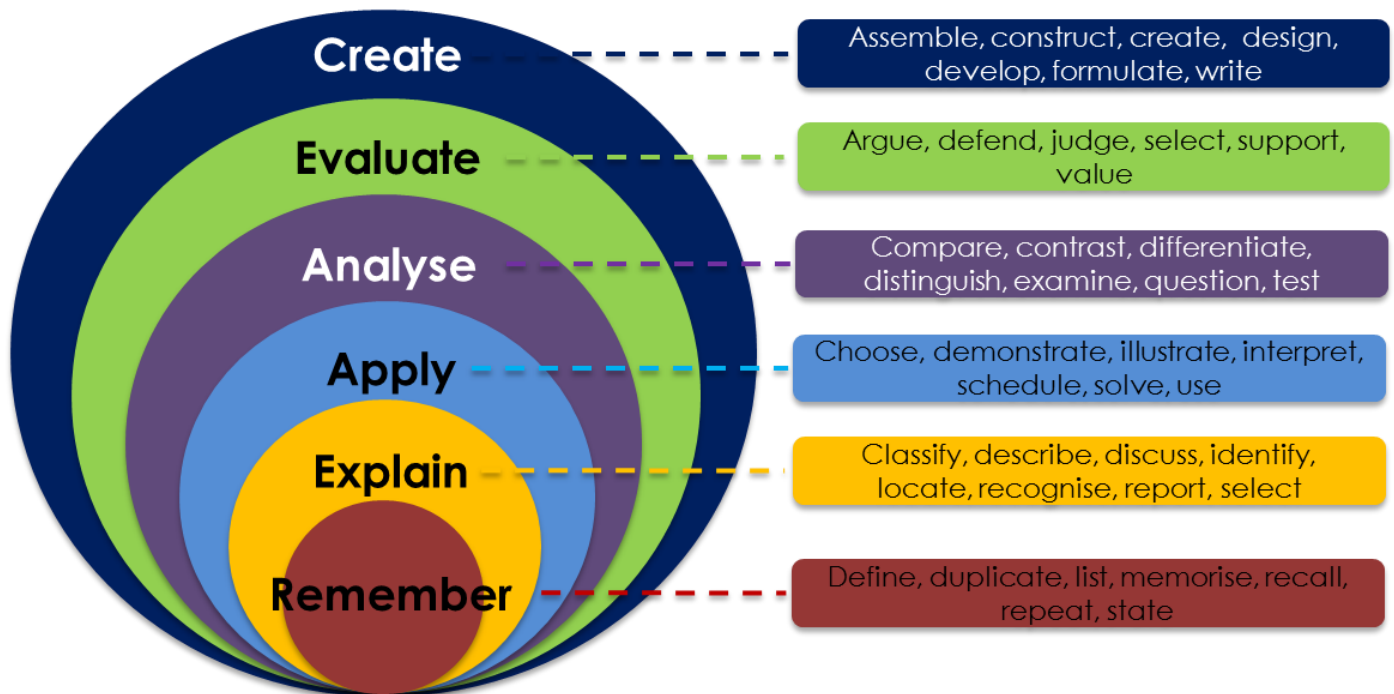 Create
Assemble, construct, create, design,
develop, formulate, write
Evaluate
Argue, defend, judge, select, support,
value
Analyse
Compare, contrast, differentiate,
distinguish, examine, question, test
Apply
Choose, demonstrate, illustrate, interpret,
schedule, solve, use
Explain
Classify, describe, discuss, identify,
locate, recognise, report, select
Remember
Define, duplicate, list, memorise, recall,
repeat, state